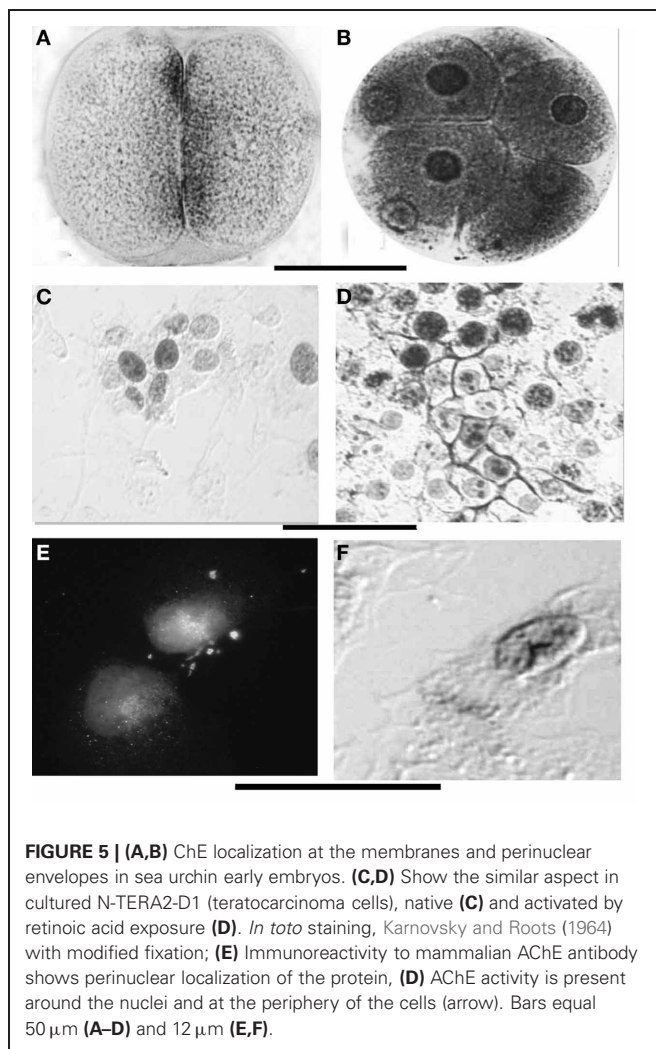 A
B
C
D
E
F
FIGURE 5 | (A,B) ChE localization at the membranes and perinuclear
envelopes in sea urchin early embryos. (C,D) Show the similar aspect in
cultured N-TERA2-D1 (teratocarcinoma cells), native (C) and activated by
retinoic acid exposure (D). In toto staining, Karnovsky and Roots (1964)
with modified fixation; (E) Immunoreactivity to mammalian AChE antibody
shows perinuclear localization of the protein, (D) AChE activity is present
around the nuclei and at the periphery of the cells (arrow). Bars equal
50 μm (A–D) and 12 μm (E,F).